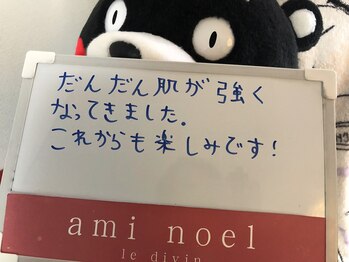 だんだん肌が強く
なってきました。
これからも楽しみです!
ami noel
le divin